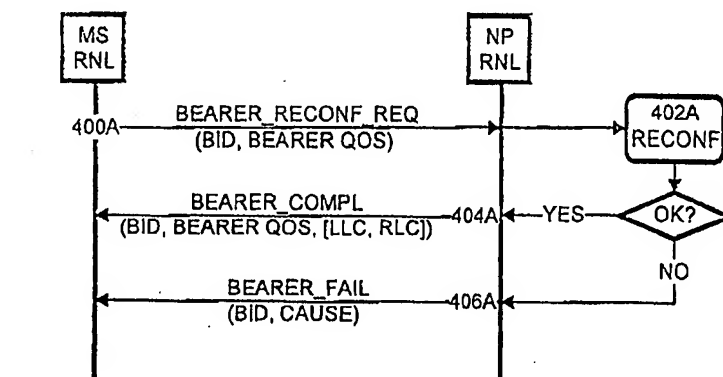 MS
RNL
NP
RNL
400A
BEARER_RECONF_REQ
(BID, BEARER QOS)
402A
RECONF
BEARER_COMPL
(BID, BEARER QOS, [LLC, RLC])
404A
YES
OK?
NO
BEARER_FAIL
(BID, CAUSE)
406A